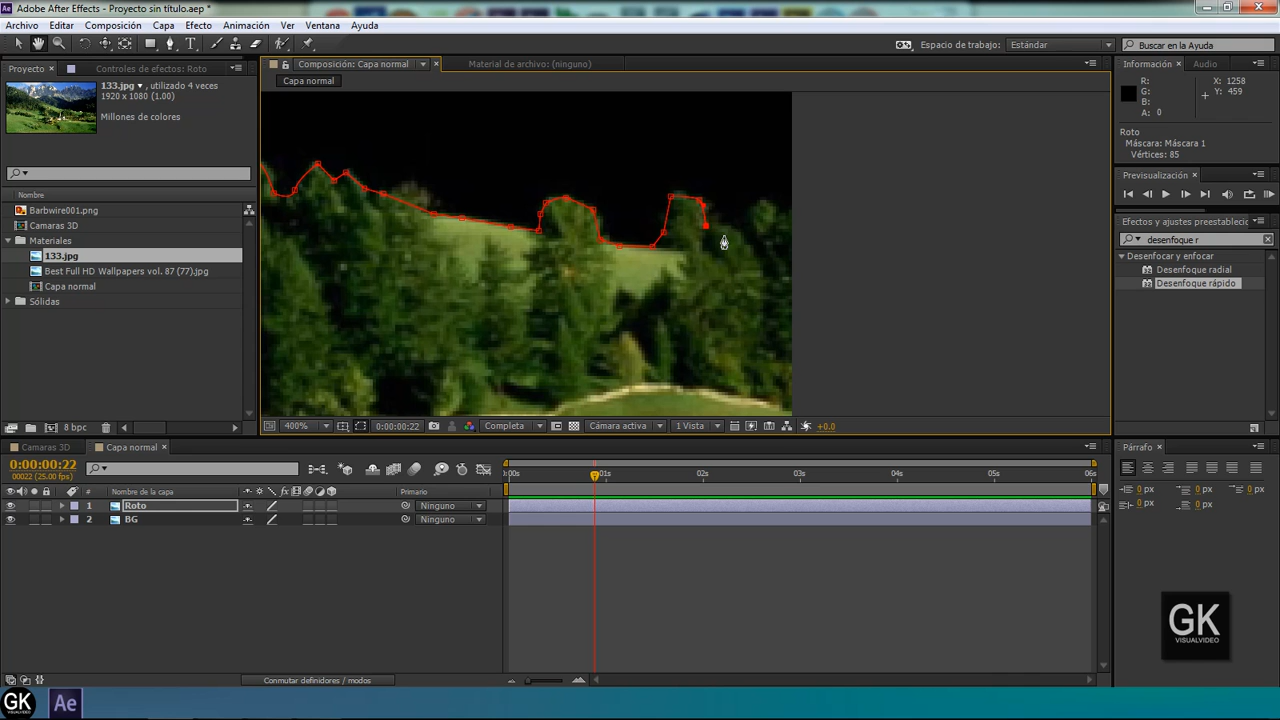 Adobe After Effects - Proyecto sin título.aep *
Archivo Editar Composición Capa Efecto Animación Ver Ventana Ayuda
Espacio de trabajo: Estándar Buscar en la Ayuda
Proyecto Controles de efectos: Roto
133.jpg, utilizado 4 veces
1920 x 1080 (1.00)
Millones de colores
Nombre
Barbwire001.png
Camaras 3D
Materiales
133.jpg
Best Full HD Wallpapers vol. 87 (77).jpg
Capa normal
Sólidas
8 bpc
Composición: Capa normal Material de archivo: (ninguno)
Capa normal
400% 0:00:00:22 Completa Cámara activa 1 Vista +0.0
Información Audio
R: X: 1258
G: Y: 459
B:
A: 0
Roto
Máscara: Máscara 1
Vértices: 85
Previsualización
Efectos y ajustes preestablecic
desenfoque r
Desenfocar y enfocar
Desenfoque radial
Desenfoque rápido
Camaras 3D Capa normal
0:00:00:22
00022 (25.00 fps)
# Nombre de la capa fx Primario
1 Roto Ninguno
2 BG Ninguno
:00s 01s 02s 03s 04s 05s 06s
Conmutar definidores / modos
Párrafo
0 px 0 px 0 px
0 px 0 px
GK
VISUALVIDEO
GK
Ae